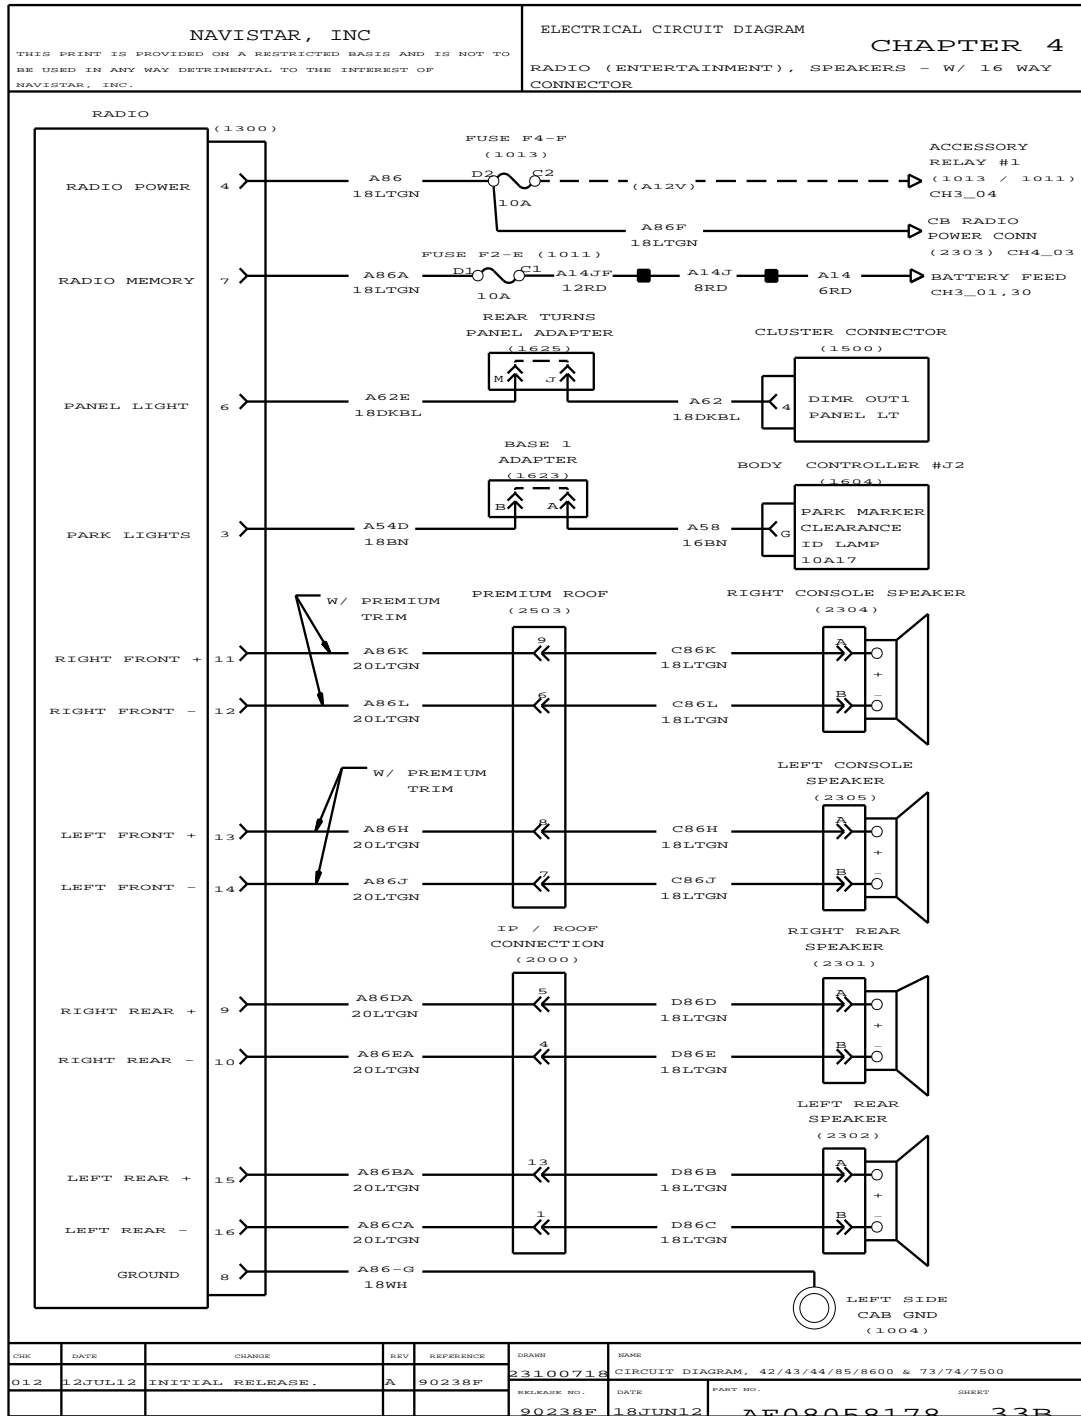 NAVISTAR, INC
THIS PRINT IS PROVIDED ON A RESTRICTED BASIS AND IS NOT TO
BE USED IN ANY WAY DETRIMENTAL TO THE INTEREST OF
NAVISTAR, INC.
ELECTRICAL CIRCUIT DIAGRAM
CHAPTER 4
RADIO (ENTERTAINMENT), SPEAKERS - W/ 16 WAY
CONNECTOR
RADIO
(1300)
FUSE F4-F
(1013)
D2 C2
10A
RADIO POWER 4
A86
18LTGN
(A12V)
ACCESSORY
RELAY #1
(1013 / 1011)
CH3_04
A86F
18LTGN
CB RADIO
POWER CONN
(2303) CH4_03
FUSE F2-E (1011)
D1 C1
10A
RADIO MEMORY 7
A86A
18LTGN
A14JF
12RD
A14J
8RD
A14
6RD
BATTERY FEED
CH3_01,30
REAR TURNS
PANEL ADAPTER
(1625)
M J
CLUSTER CONNECTOR
(1500)
PANEL LIGHT 6
A62E
18DKBL
A62
18DKBL
4
DIMR OUT1
PANEL LT
BASE 1
ADAPTER
(1623)
B A
BODY CONTROLLER #J2
(1604)
PARK LIGHTS 3
A54D
18BN
A58
16BN
G
PARK MARKER
CLEARANCE
ID LAMP
10A17
W/ PREMIUM
TRIM
PREMIUM ROOF
(2503)
RIGHT CONSOLE SPEAKER
(2304)
RIGHT FRONT + 11
A86K
20LTGN
9
C86K
18LTGN
A
+
RIGHT FRONT - 12
A86L
20LTGN
6
C86L
18LTGN
B
-
W/ PREMIUM
TRIM
LEFT CONSOLE
SPEAKER
(2305)
LEFT FRONT + 13
A86H
20LTGN
8
C86H
18LTGN
A
+
LEFT FRONT - 14
A86J
20LTGN
7
C86J
18LTGN
B
-
IP / ROOF
CONNECTION
(2000)
RIGHT REAR
SPEAKER
(2301)
RIGHT REAR + 9
A86DA
20LTGN
5
D86D
18LTGN
A
+
RIGHT REAR - 10
A86EA
20LTGN
4
D86E
18LTGN
B
-
LEFT REAR
SPEAKER
(2302)
LEFT REAR + 15
A86BA
20LTGN
13
D86B
18LTGN
A
+
LEFT REAR - 16
A86CA
20LTGN
1
D86C
18LTGN
B
-
GROUND 8
A86-G
18WH
LEFT SIDE
CAB GND
(1004)
CHK DATE CHANGE REV REFERENCE
012 12JUL12 INITIAL RELEASE. A 90238F
DRAWN
23100718
NAME
CIRCUIT DIAGRAM, 42/43/44/85/8600 & 73/74/7500
RELEASE NO.
90238F
DATE
18JUN12
PART NO. SHEET
AE08058178 33B